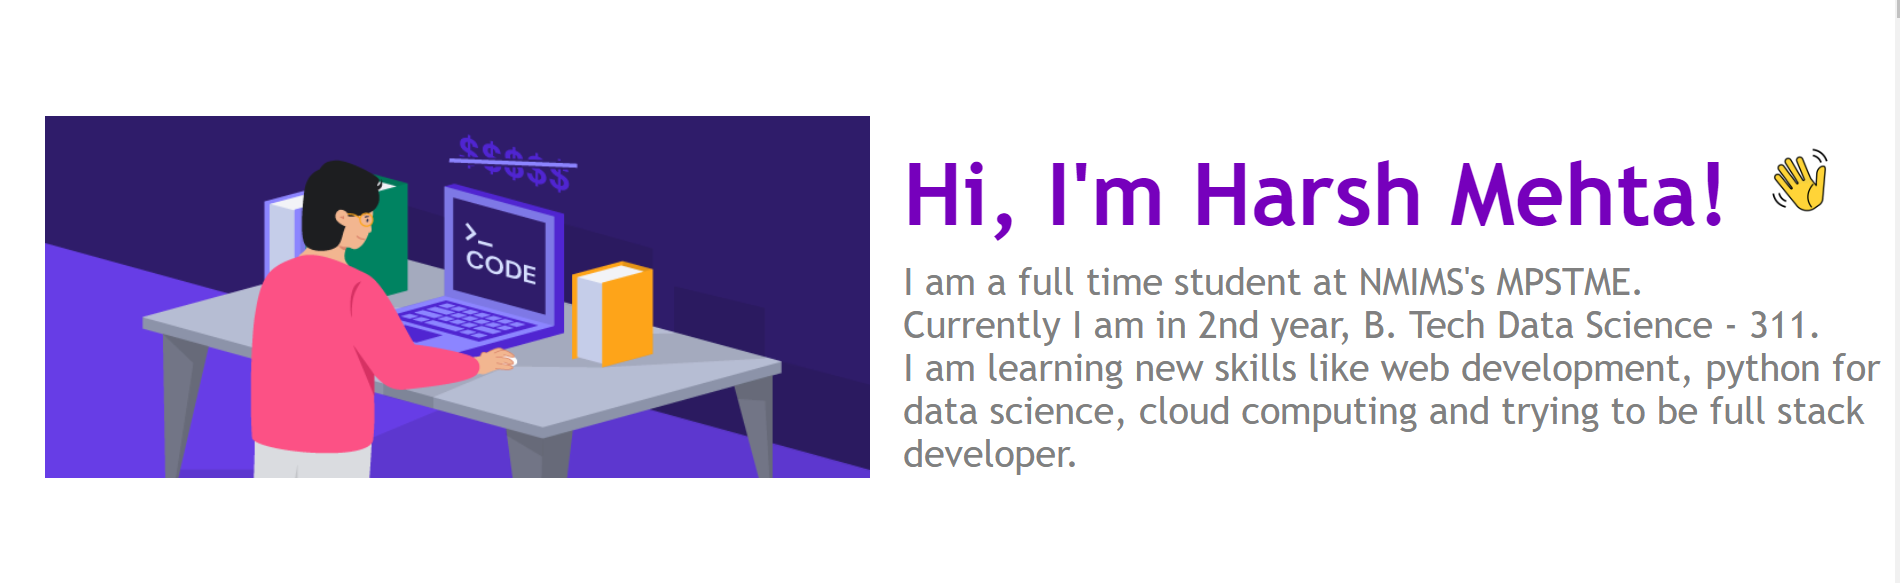 $$$$$
>_
CODE
Hi, I'm Harsh Mehta! 👋
I am a full time student at NMIMS's MPSTME.
Currently I am in 2nd year, B. Tech Data Science - 311.
I am learning new skills like web development, python for
data science, cloud computing and trying to be full stack
developer.